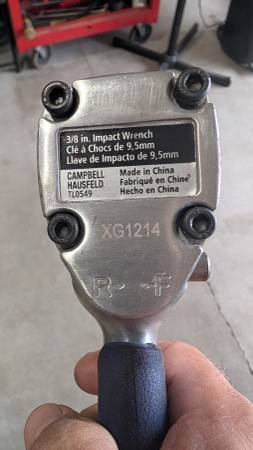 3/8 in. Impact Wrench
Clé à Chocs de 9,5mm
Llave de Impacto de 9,5mm
CAMPBELL Made in China
HAUSFELD Fabriqué en Chine
TL0549 Hecho en China
XG1214
R F